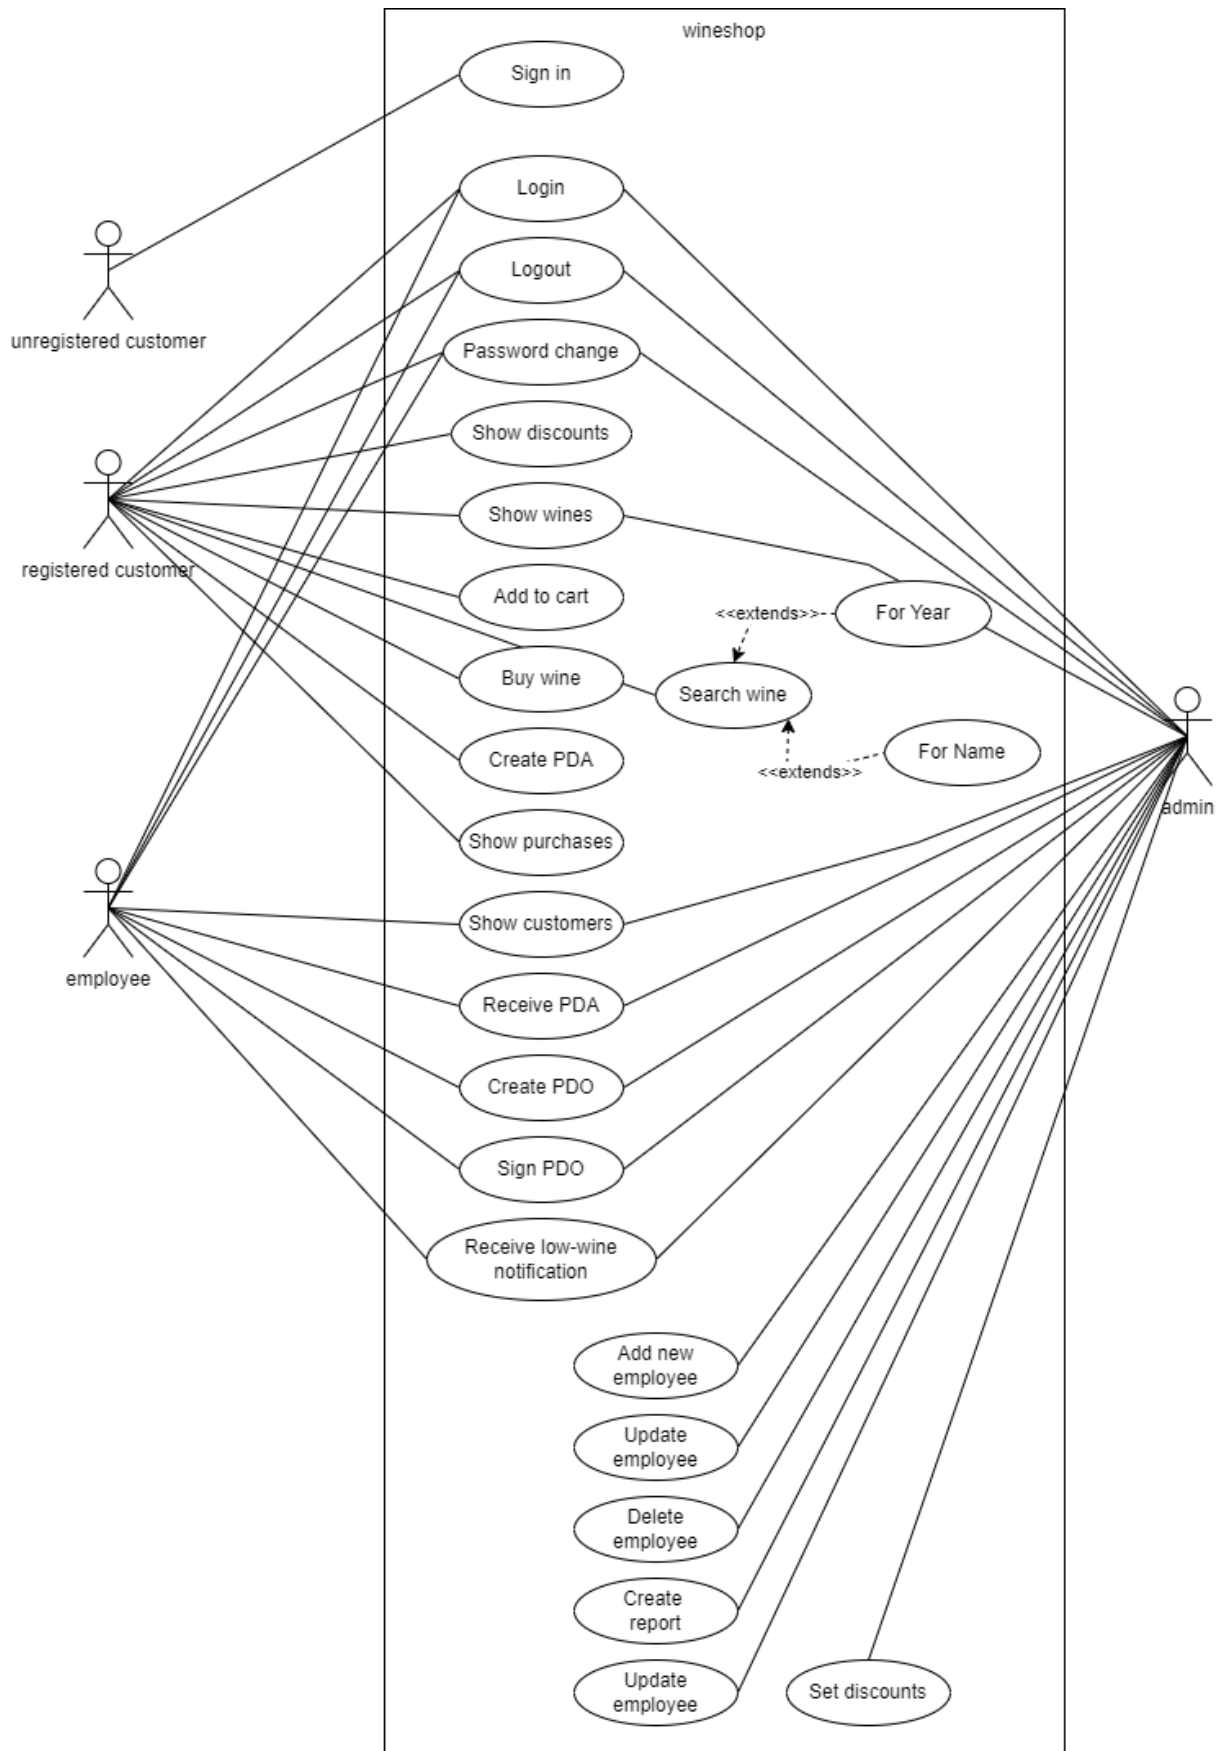 wineshop
Sign in
Login
Logout
unregistered customer
Password change
Show discounts
Show wines
registered customer
Add to cart
<<extends>>
For Year
Buy wine
Search wine
Create PDA
<<extends>>
For Name
admin
Show purchases
Show customers
employee
Receive PDA
Create PDO
Sign PDO
Receive low-wine
notification
Add new
employee
Update
employee
Delete
employee
Create
report
Update
employee
Set discounts